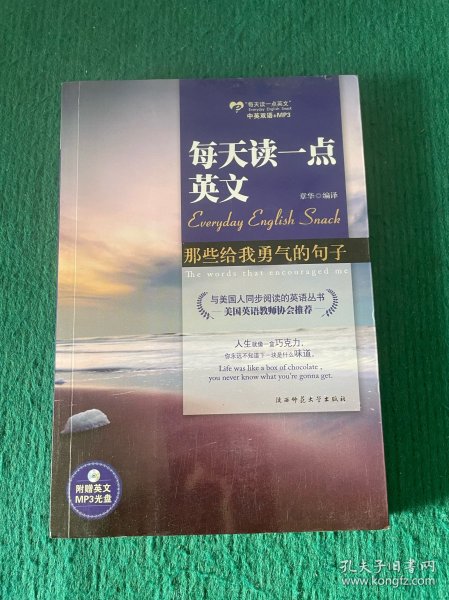 "每天读一点英文"
Everyday English Snack
中英双语+MP3
每天读一点
英文
章华◎编译
Everyday English Snack
那些给我勇气的句子
The words that encouraged me
与美国人同步阅读的英语丛书
—美国英语教师协会推荐—
人生就像一盒巧克力,
你永远不知道下一块是什么味道。
Life was like a box of chocolate,
you never know what you're gonna get.
陕西师范大学出版社
附赠英文
MP3光盘
孔夫子旧书网
www.kongfz.com